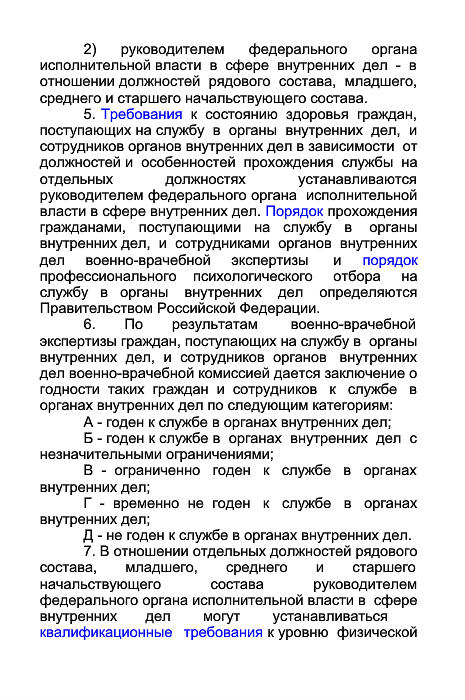 2) руководителем федерального органа
исполнительной власти в сфере внутренних дел - в
отношении должностей рядового состава, младшего,
среднего и старшего начальствующего состава.
5. Требования к состоянию здоровья граждан,
поступающих на службу в органы внутренних дел, и
сотрудников органов внутренних дел в зависимости от
должностей и особенностей прохождения службы на
отдельных должностях устанавливаются
руководителем федерального органа исполнительной
власти в сфере внутренних дел. Порядок прохождения
гражданами, поступающими на службу в органы
внутренних дел, и сотрудниками органов внутренних
дел военно-врачебной экспертизы и порядок
профессионального психологического отбора на
службу в органы внутренних дел определяются
Правительством Российской Федерации.
6. По результатам военно-врачебной
экспертизы граждан, поступающих на службу в органы
внутренних дел, и сотрудников органов внутренних
дел военно-врачебной комиссией дается заключение о
годности таких граждан и сотрудников к службе в
органах внутренних дел по следующим категориям:
А - годен к службе в органах внутренних дел;
Б - годен к службе в органах внутренних дел с
незначительными ограничениями;
В - ограниченно годен к службе в органах
внутренних дел;
Г - временно не годен к службе в органах
внутренних дел;
Д - не годен к службе в органах внутренних дел.
7. В отношении отдельных должностей рядового
состава, младшего, среднего и старшего
начальствующего состава руководителем
федерального органа исполнительной власти в сфере
внутренних дел могут устанавливаться
квалификационные требования к уровню физической